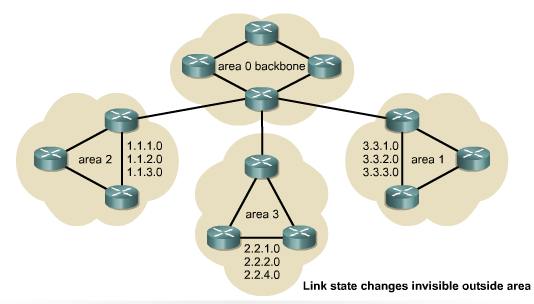 area 0 backbone
area 2
1.1.1.0
1.1.2.0
1.1.3.0
3.3.1.0
3.3.2.0
3.3.3.0
area 1
area 3
2.2.1.0
2.2.2.0
2.2.4.0
Link state changes invisible outside area